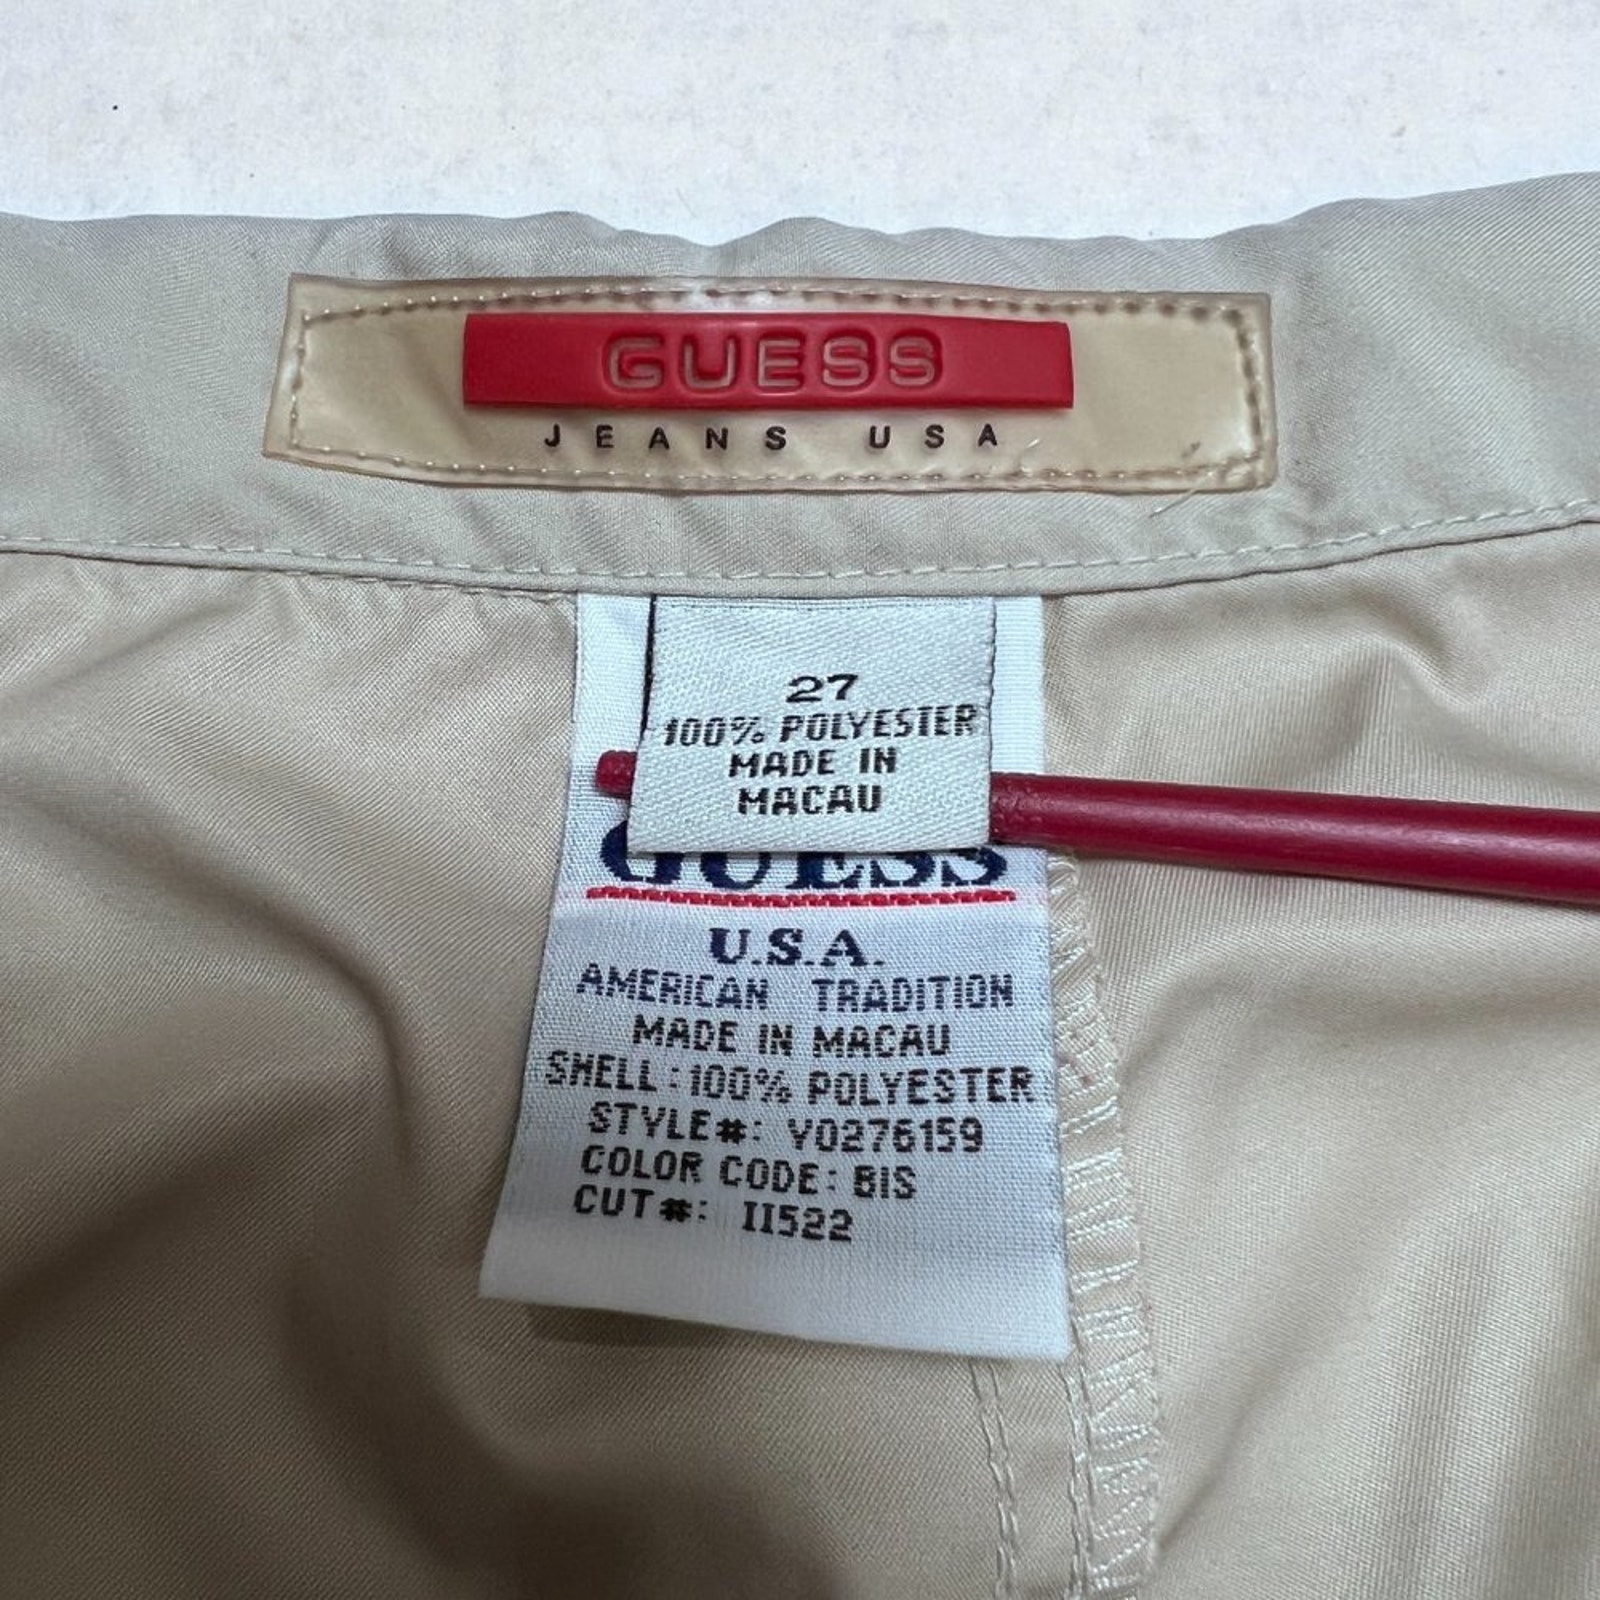 GUESS
JEANS USA
27
100% POLYESTER
MADE IN
MACAU
GUESS
U.S.A.
AMERICAN TRADITION
MADE IN MACAU
SHELL: 100% POLYESTER
STYLE#: Y0276159
COLOR CODE: BIS
CUT#: II522